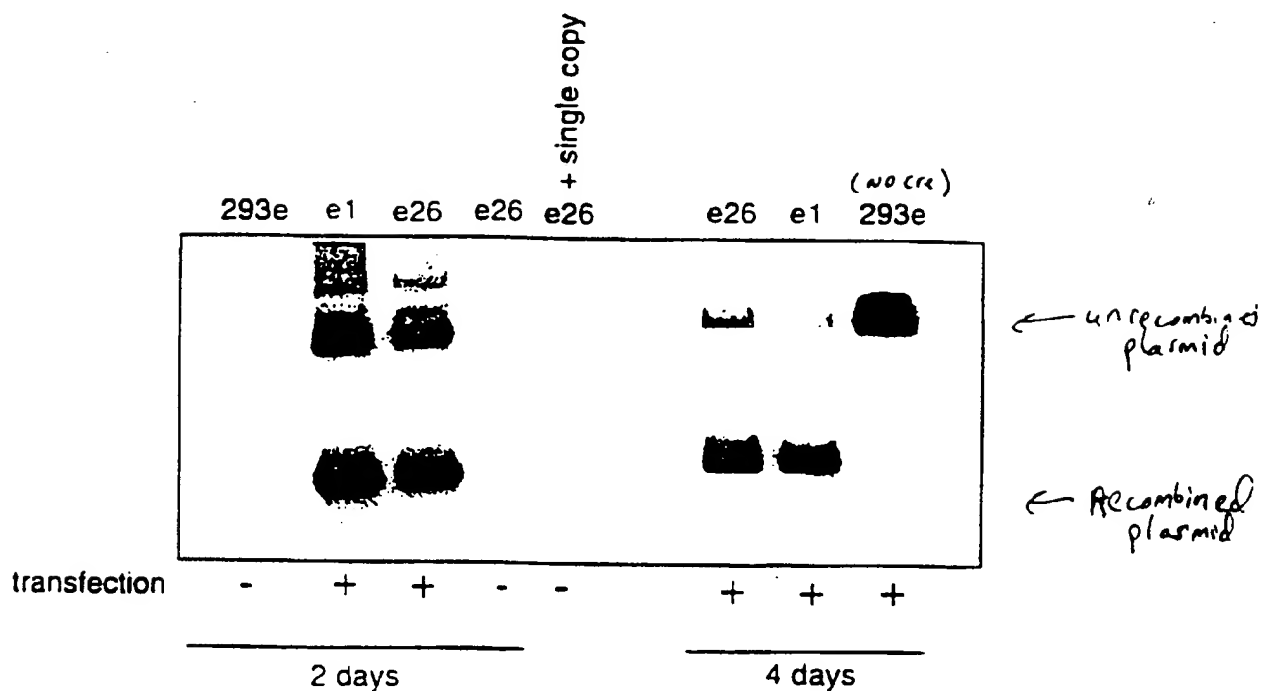 + single copy
(NO cre)
293e e1 e26 e26 e26 e26 e1 293e
← unrecombined
plasmid
← Recombined
plasmid
transfection - + + - - + + +
2 days 4 days